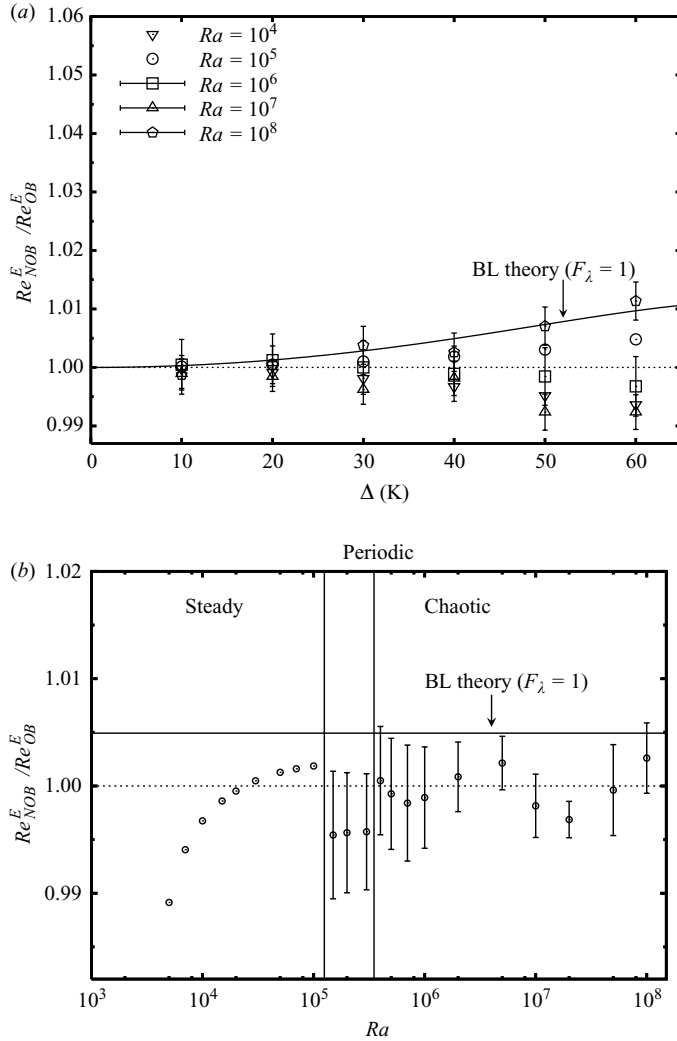 (a)
1.06
1.05
1.04
1.03
1.02
1.01
1.00
0.99
Re^E_NOB /Re^E_OB
Ra = 10^4
Ra = 10^5
Ra = 10^6
Ra = 10^7
Ra = 10^8
BL theory (F_λ = 1)
0 10 20 30 40 50 60
Δ (K)
Periodic
(b)
1.02
1.01
1.00
0.99
Re^E_NOB /Re^E_OB
Steady
Chaotic
BL theory (F_λ = 1)
10^3 10^4 10^5 10^6 10^7 10^8
Ra